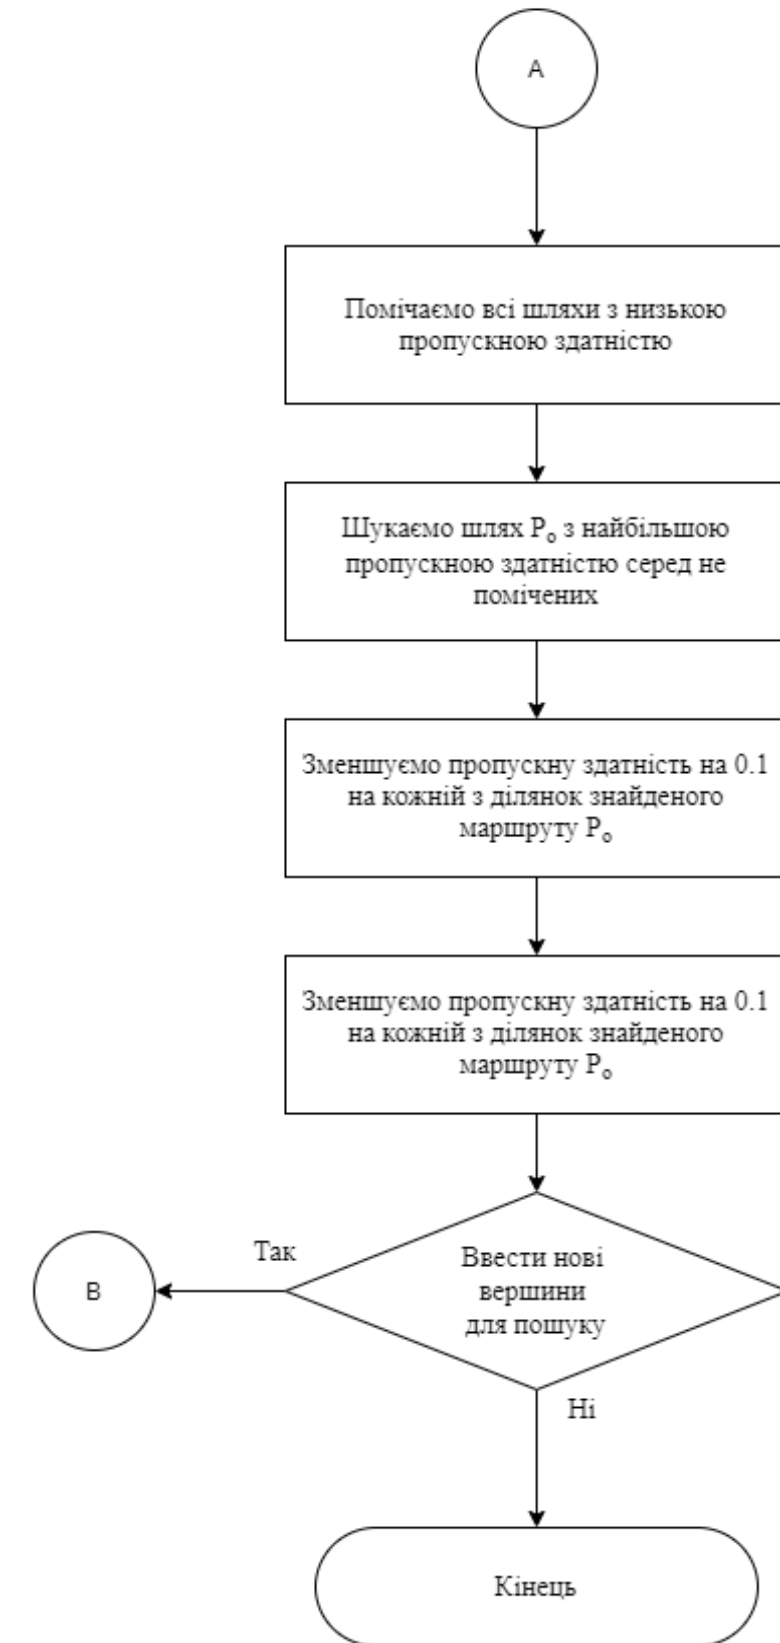 А
Помічаємо всі шляхи з низькою
пропускною здатністю
Шукаємо шлях Pₒ з найбільшою
пропускною здатністю серед не
помічених
Зменшуємо пропускну здатність на 0.1
на кожній з ділянок знайденого
маршруту Pₒ
Зменшуємо пропускну здатність на 0.1
на кожній з ділянок знайденого
маршруту Pₒ
Так
Ввести нові
вершини
для пошуку
В
Ні
Кінець